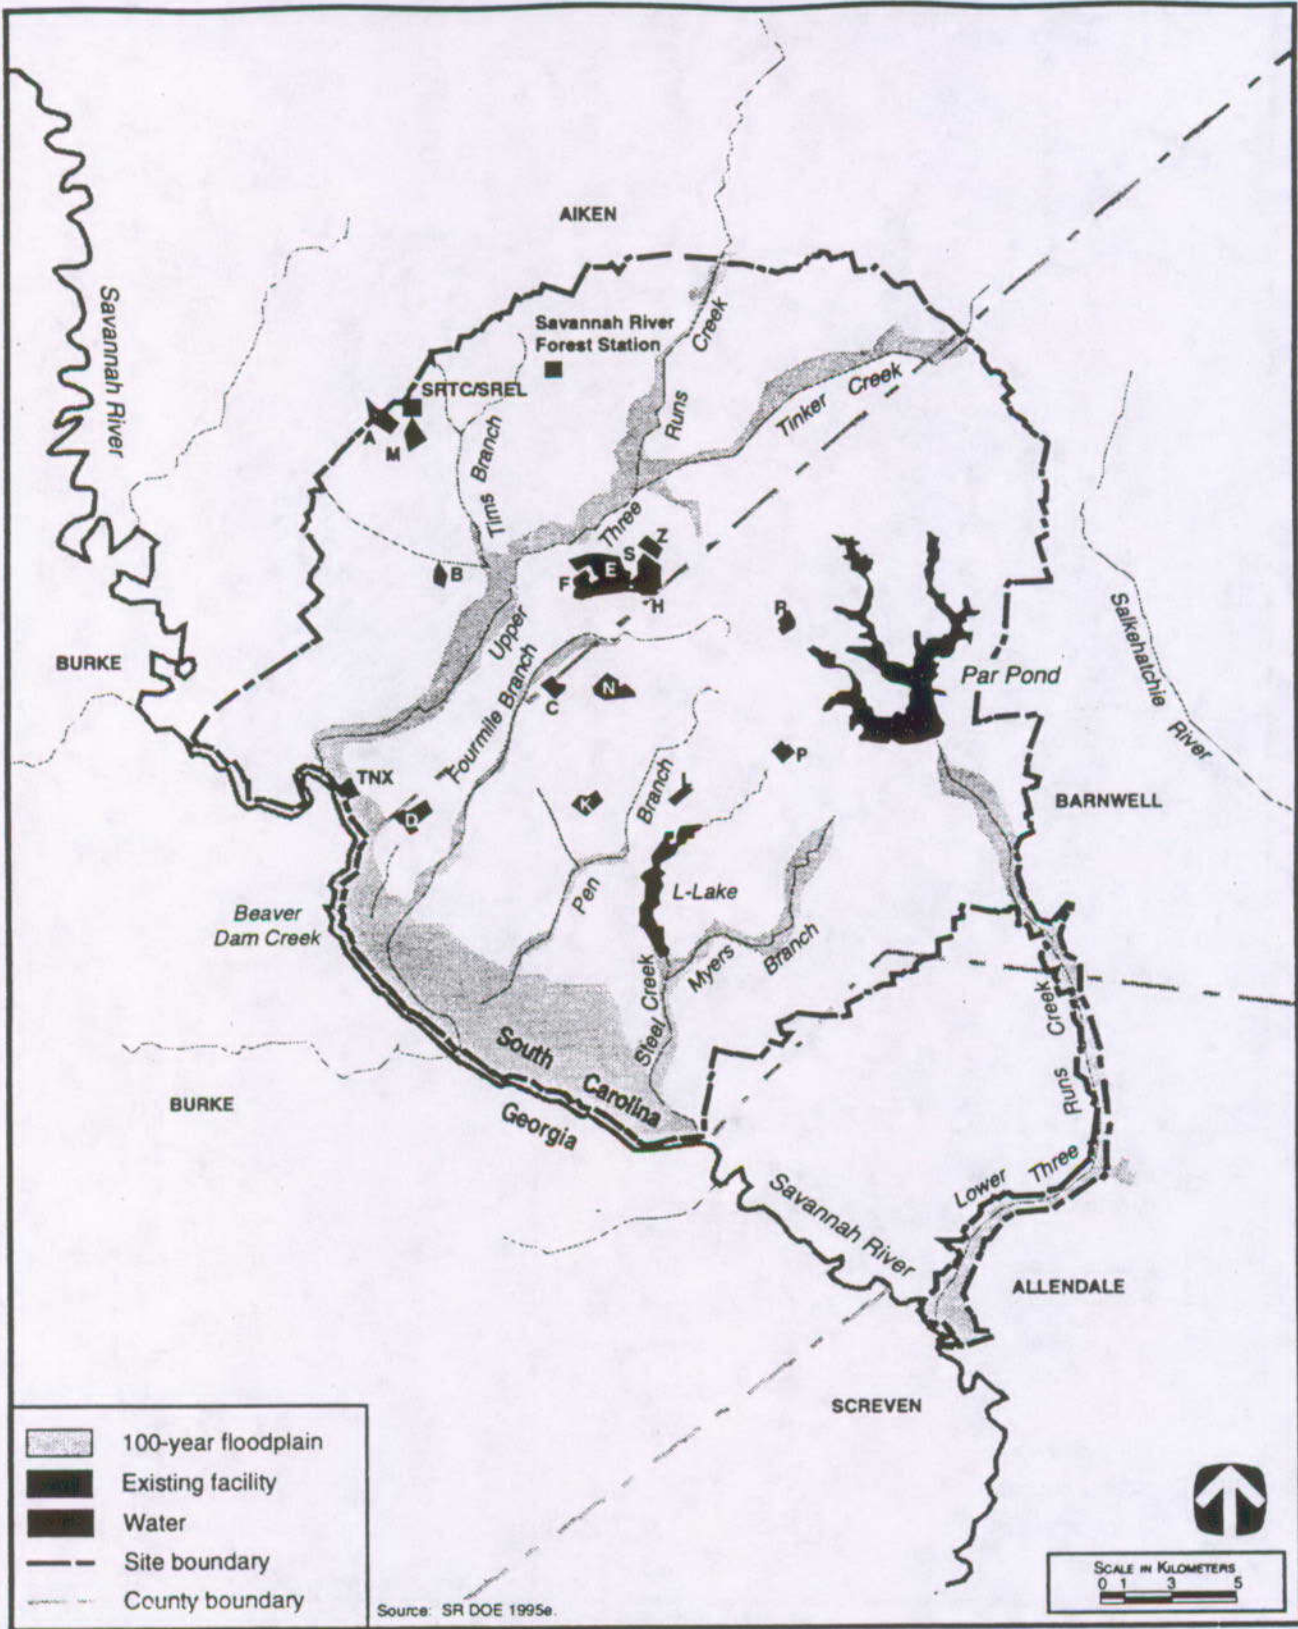 AIKEN
Savannah River
Savannah River
Forest Station
Creek
Runs
Tinker Creek
SRTC/SREL
A
M
Tims Branch
Three
Z
S
E
F
H
B
R
Upper
BURKE
Fourmile Branch
N
C
Par Pond
Salkehatchie River
P
TNX
D
K
Branch
L
BARNWELL
Pen
L-Lake
Beaver
Dam Creek
Myers Branch
Steel Creek
Creek
Runs
South Carolina
BURKE
Georgia
Lower Three
Savannah River
ALLENDALE
SCREVEN
100-year floodplain
Existing facility
Water
Site boundary
County boundary
Source: SR DOE 1995e.
SCALE IN KILOMETERS
0 1 3 5